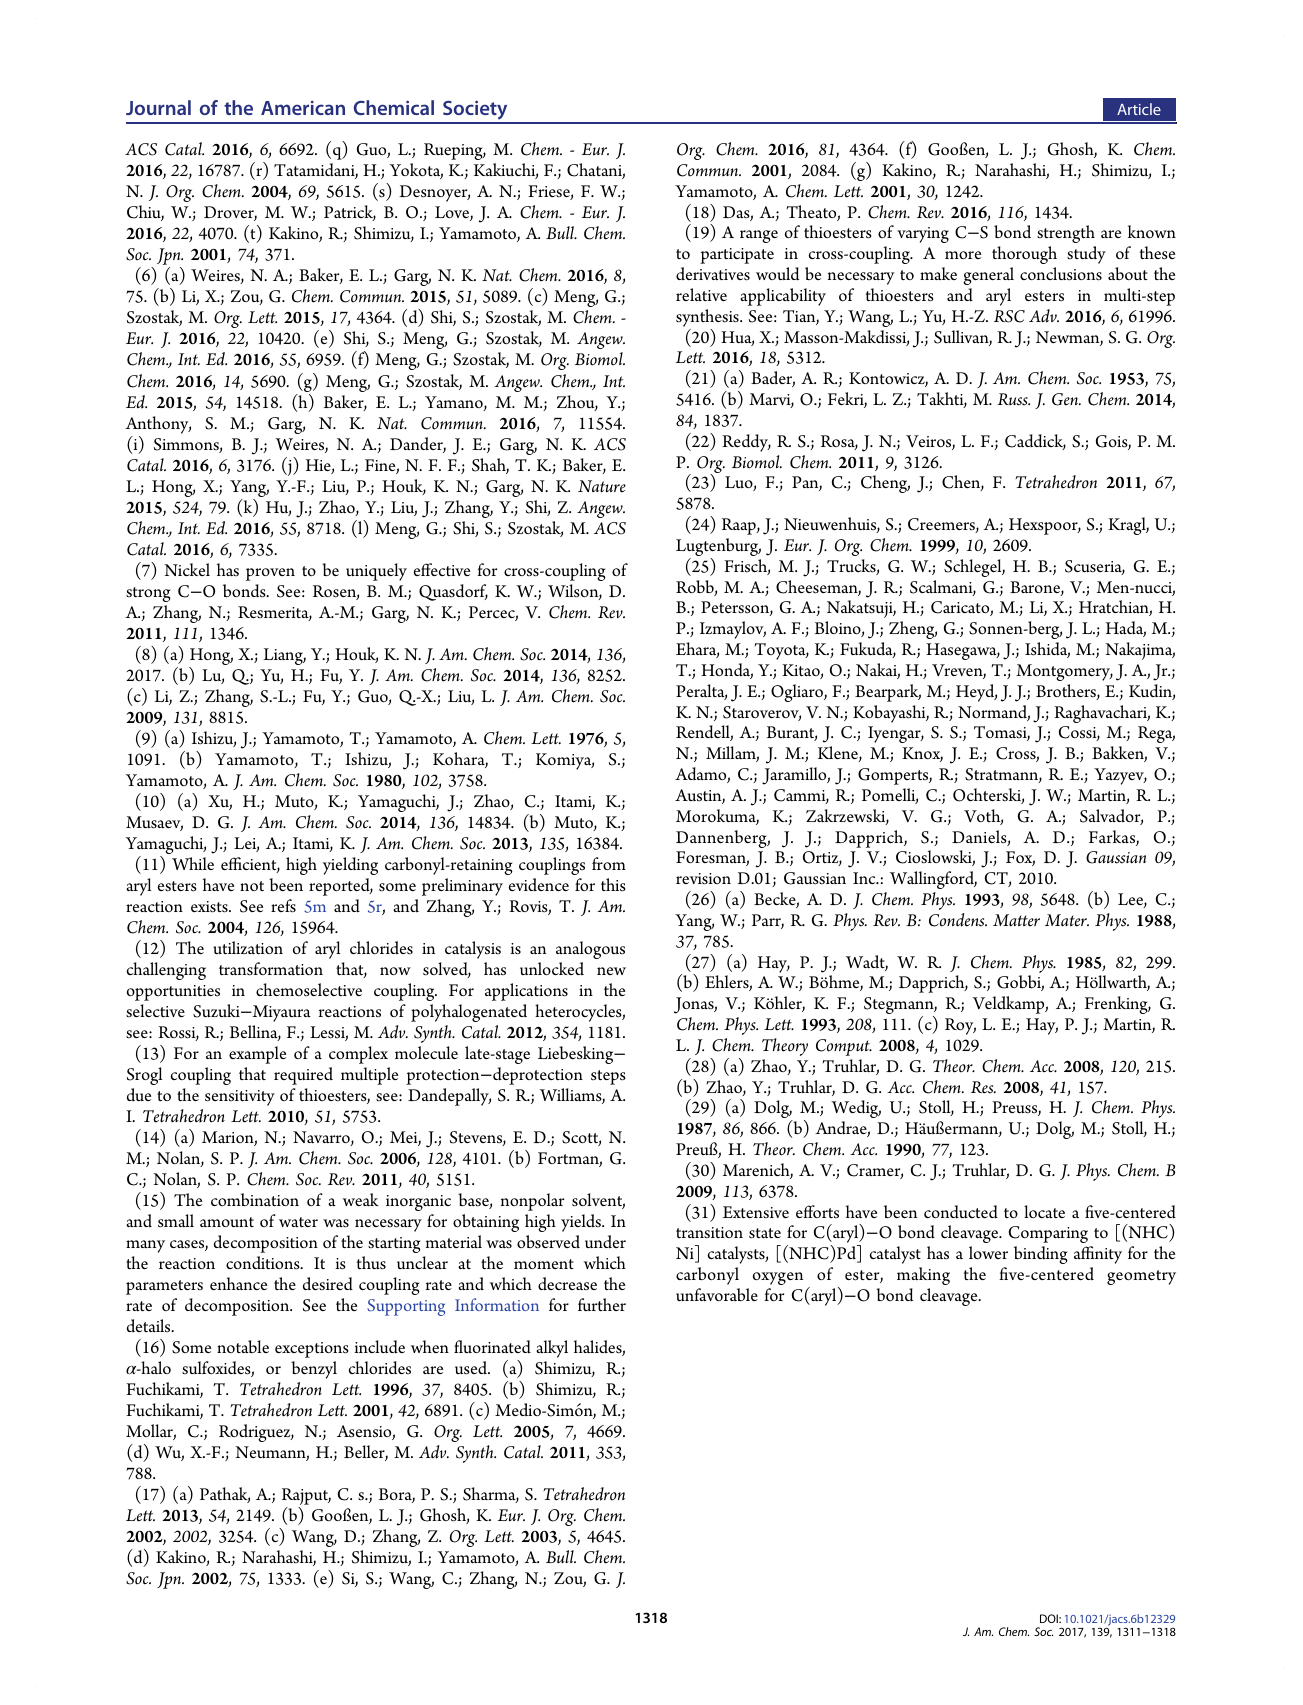 Journal of the American Chemical Society
Article
ACS Catal. 2016, 6, 6692. (q) Guo, L.; Rueping, M. Chem. - Eur. J.
2016, 22, 16787. (r) Tatamidani, H.; Yokota, K.; Kakiuchi, F.; Chatani,
N. J. Org. Chem. 2004, 69, 5615. (s) Desnoyer, A. N.; Friese, F. W.;
Chiu, W.; Drover, M. W.; Patrick, B. O.; Love, J. A. Chem. - Eur. J.
2016, 22, 4070. (t) Kakino, R.; Shimizu, I.; Yamamoto, A. Bull. Chem.
Soc. Jpn. 2001, 74, 371.
(6) (a) Weires, N. A.; Baker, E. L.; Garg, N. K. Nat. Chem. 2016, 8,
75. (b) Li, X.; Zou, G. Chem. Commun. 2015, 51, 5089. (c) Meng, G.;
Szostak, M. Org. Lett. 2015, 17, 4364. (d) Shi, S.; Szostak, M. Chem. -
Eur. J. 2016, 22, 10420. (e) Shi, S.; Meng, G.; Szostak, M. Angew.
Chem., Int. Ed. 2016, 55, 6959. (f) Meng, G.; Szostak, M. Org. Biomol.
Chem. 2016, 14, 5690. (g) Meng, G.; Szostak, M. Angew. Chem., Int.
Ed. 2015, 54, 14518. (h) Baker, E. L.; Yamano, M. M.; Zhou, Y.;
Anthony, S. M.; Garg, N. K. Nat. Commun. 2016, 7, 11554.
(i) Simmons, B. J.; Weires, N. A.; Dander, J. E.; Garg, N. K. ACS
Catal. 2016, 6, 3176. (j) Hie, L.; Fine, N. F. F.; Shah, T. K.; Baker, E.
L.; Hong, X.; Yang, Y.-F.; Liu, P.; Houk, K. N.; Garg, N. K. Nature
2015, 524, 79. (k) Hu, J.; Zhao, Y.; Liu, J.; Zhang, Y.; Shi, Z. Angew.
Chem., Int. Ed. 2016, 55, 8718. (l) Meng, G.; Shi, S.; Szostak, M. ACS
Catal. 2016, 6, 7335.
(7) Nickel has proven to be uniquely effective for cross-coupling of
strong C−O bonds. See: Rosen, B. M.; Quasdorf, K. W.; Wilson, D.
A.; Zhang, N.; Resmerita, A.-M.; Garg, N. K.; Percec, V. Chem. Rev.
2011, 111, 1346.
(8) (a) Hong, X.; Liang, Y.; Houk, K. N. J. Am. Chem. Soc. 2014, 136,
2017. (b) Lu, Q.; Yu, H.; Fu, Y. J. Am. Chem. Soc. 2014, 136, 8252.
(c) Li, Z.; Zhang, S.-L.; Fu, Y.; Guo, Q.-X.; Liu, L. J. Am. Chem. Soc.
2009, 131, 8815.
(9) (a) Ishizu, J.; Yamamoto, T.; Yamamoto, A. Chem. Lett. 1976, 5,
1091. (b) Yamamoto, T.; Ishizu, J.; Kohara, T.; Komiya, S.;
Yamamoto, A. J. Am. Chem. Soc. 1980, 102, 3758.
(10) (a) Xu, H.; Muto, K.; Yamaguchi, J.; Zhao, C.; Itami, K.;
Musaev, D. G. J. Am. Chem. Soc. 2014, 136, 14834. (b) Muto, K.;
Yamaguchi, J.; Lei, A.; Itami, K. J. Am. Chem. Soc. 2013, 135, 16384.
(11) While efficient, high yielding carbonyl-retaining couplings from
aryl esters have not been reported, some preliminary evidence for this
reaction exists. See refs 5m and 5r, and Zhang, Y.; Rovis, T. J. Am.
Chem. Soc. 2004, 126, 15964.
(12) The utilization of aryl chlorides in catalysis is an analogous
challenging transformation that, now solved, has unlocked new
opportunities in chemoselective coupling. For applications in the
selective Suzuki−Miyaura reactions of polyhalogenated heterocycles,
see: Rossi, R.; Bellina, F.; Lessi, M. Adv. Synth. Catal. 2012, 354, 1181.
(13) For an example of a complex molecule late-stage Liebesking−
Srogl coupling that required multiple protection−deprotection steps
due to the sensitivity of thioesters, see: Dandepally, S. R.; Williams, A.
I. Tetrahedron Lett. 2010, 51, 5753.
(14) (a) Marion, N.; Navarro, O.; Mei, J.; Stevens, E. D.; Scott, N.
M.; Nolan, S. P. J. Am. Chem. Soc. 2006, 128, 4101. (b) Fortman, G.
C.; Nolan, S. P. Chem. Soc. Rev. 2011, 40, 5151.
(15) The combination of a weak inorganic base, nonpolar solvent,
and small amount of water was necessary for obtaining high yields. In
many cases, decomposition of the starting material was observed under
the reaction conditions. It is thus unclear at the moment which
parameters enhance the desired coupling rate and which decrease the
rate of decomposition. See the Supporting Information for further
details.
(16) Some notable exceptions include when fluorinated alkyl halides,
α-halo sulfoxides, or benzyl chlorides are used. (a) Shimizu, R.;
Fuchikami, T. Tetrahedron Lett. 1996, 37, 8405. (b) Shimizu, R.;
Fuchikami, T. Tetrahedron Lett. 2001, 42, 6891. (c) Medio-Simón, M.;
Mollar, C.; Rodriguez, N.; Asensio, G. Org. Lett. 2005, 7, 4669.
(d) Wu, X.-F.; Neumann, H.; Beller, M. Adv. Synth. Catal. 2011, 353,
788.
(17) (a) Pathak, A.; Rajput, C. s.; Bora, P. S.; Sharma, S. Tetrahedron
Lett. 2013, 54, 2149. (b) Gooßen, L. J.; Ghosh, K. Eur. J. Org. Chem.
2002, 2002, 3254. (c) Wang, D.; Zhang, Z. Org. Lett. 2003, 5, 4645.
(d) Kakino, R.; Narahashi, H.; Shimizu, I.; Yamamoto, A. Bull. Chem.
Soc. Jpn. 2002, 75, 1333. (e) Si, S.; Wang, C.; Zhang, N.; Zou, G. J.
Org. Chem. 2016, 81, 4364. (f) Gooßen, L. J.; Ghosh, K. Chem.
Commun. 2001, 2084. (g) Kakino, R.; Narahashi, H.; Shimizu, I.;
Yamamoto, A. Chem. Lett. 2001, 30, 1242.
(18) Das, A.; Theato, P. Chem. Rev. 2016, 116, 1434.
(19) A range of thioesters of varying C−S bond strength are known
to participate in cross-coupling. A more thorough study of these
derivatives would be necessary to make general conclusions about the
relative applicability of thioesters and aryl esters in multi-step
synthesis. See: Tian, Y.; Wang, L.; Yu, H.-Z. RSC Adv. 2016, 6, 61996.
(20) Hua, X.; Masson-Makdissi, J.; Sullivan, R. J.; Newman, S. G. Org.
Lett. 2016, 18, 5312.
(21) (a) Bader, A. R.; Kontowicz, A. D. J. Am. Chem. Soc. 1953, 75,
5416. (b) Marvi, O.; Fekri, L. Z.; Takhti, M. Russ. J. Gen. Chem. 2014,
84, 1837.
(22) Reddy, R. S.; Rosa, J. N.; Veiros, L. F.; Caddick, S.; Gois, P. M.
P. Org. Biomol. Chem. 2011, 9, 3126.
(23) Luo, F.; Pan, C.; Cheng, J.; Chen, F. Tetrahedron 2011, 67,
5878.
(24) Raap, J.; Nieuwenhuis, S.; Creemers, A.; Hexspoor, S.; Kragl, U.;
Lugtenburg, J. Eur. J. Org. Chem. 1999, 10, 2609.
(25) Frisch, M. J.; Trucks, G. W.; Schlegel, H. B.; Scuseria, G. E.;
Robb, M. A.; Cheeseman, J. R.; Scalmani, G.; Barone, V.; Men-nucci,
B.; Petersson, G. A.; Nakatsuji, H.; Caricato, M.; Li, X.; Hratchian, H.
P.; Izmaylov, A. F.; Bloino, J.; Zheng, G.; Sonnen-berg, J. L.; Hada, M.;
Ehara, M.; Toyota, K.; Fukuda, R.; Hasegawa, J.; Ishida, M.; Nakajima,
T.; Honda, Y.; Kitao, O.; Nakai, H.; Vreven, T.; Montgomery, J. A., Jr.;
Peralta, J. E.; Ogliaro, F.; Bearpark, M.; Heyd, J. J.; Brothers, E.; Kudin,
K. N.; Staroverov, V. N.; Kobayashi, R.; Normand, J.; Raghavachari, K.;
Rendell, A.; Burant, J. C.; Iyengar, S. S.; Tomasi, J.; Cossi, M.; Rega,
N.; Millam, J. M.; Klene, M.; Knox, J. E.; Cross, J. B.; Bakken, V.;
Adamo, C.; Jaramillo, J.; Gomperts, R.; Stratmann, R. E.; Yazyev, O.;
Austin, A. J.; Cammi, R.; Pomelli, C.; Ochterski, J. W.; Martin, R. L.;
Morokuma, K.; Zakrzewski, V. G.; Voth, G. A.; Salvador, P.;
Dannenberg, J. J.; Dapprich, S.; Daniels, A. D.; Farkas, O.;
Foresman, J. B.; Ortiz, J. V.; Cioslowski, J.; Fox, D. J. Gaussian 09,
revision D.01; Gaussian Inc.: Wallingford, CT, 2010.
(26) (a) Becke, A. D. J. Chem. Phys. 1993, 98, 5648. (b) Lee, C.;
Yang, W.; Parr, R. G. Phys. Rev. B: Condens. Matter Mater. Phys. 1988,
37, 785.
(27) (a) Hay, P. J.; Wadt, W. R. J. Chem. Phys. 1985, 82, 299.
(b) Ehlers, A. W.; Böhme, M.; Dapprich, S.; Gobbi, A.; Höllwarth, A.;
Jonas, V.; Köhler, K. F.; Stegmann, R.; Veldkamp, A.; Frenking, G.
Chem. Phys. Lett. 1993, 208, 111. (c) Roy, L. E.; Hay, P. J.; Martin, R.
L. J. Chem. Theory Comput. 2008, 4, 1029.
(28) (a) Zhao, Y.; Truhlar, D. G. Theor. Chem. Acc. 2008, 120, 215.
(b) Zhao, Y.; Truhlar, D. G. Acc. Chem. Res. 2008, 41, 157.
(29) (a) Dolg, M.; Wedig, U.; Stoll, H.; Preuss, H. J. Chem. Phys.
1987, 86, 866. (b) Andrae, D.; Häußermann, U.; Dolg, M.; Stoll, H.;
Preuß, H. Theor. Chem. Acc. 1990, 77, 123.
(30) Marenich, A. V.; Cramer, C. J.; Truhlar, D. G. J. Phys. Chem. B
2009, 113, 6378.
(31) Extensive efforts have been conducted to locate a five-centered
transition state for C(aryl)−O bond cleavage. Comparing to [(NHC)
Ni] catalysts, [(NHC)Pd] catalyst has a lower binding affinity for the
carbonyl oxygen of ester, making the five-centered geometry
unfavorable for C(aryl)−O bond cleavage.
1318
DOI: 10.1021/jacs.6b12329
J. Am. Chem. Soc. 2017, 139, 1311−1318